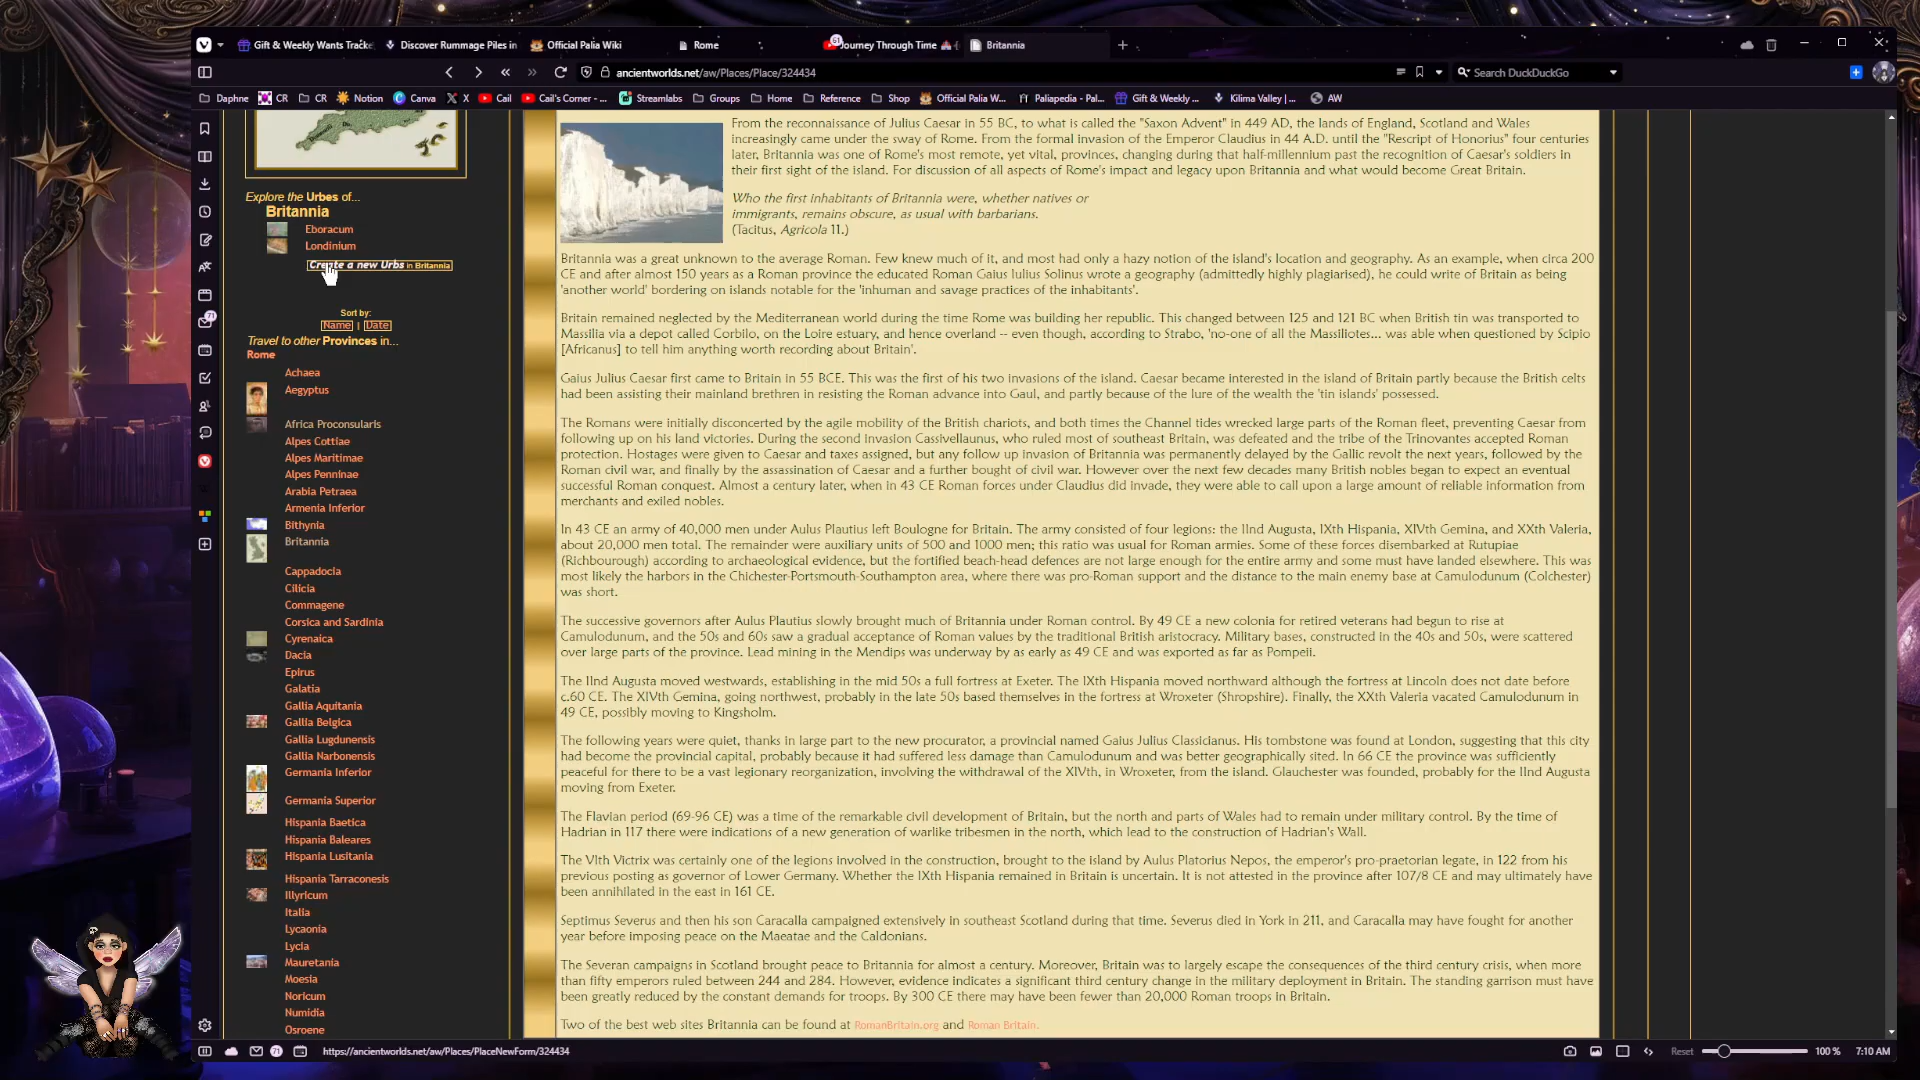 Gift & Weekly Wants Tracke
Discover Rummage Piles in
Official Palia Wiki
Rome
61
Journey Through Time
Britannia
ancientworlds.net/aw/Places/Place/324434
Search DuckDuckGo
Daphne
CR
CR
Notion
Canva
X
Cail
Cail's Corner - ...
Streamlabs
Groups
Home
Reference
Shop
Official Palia W...
Paliapedia - Pal...
Gift & Weekly ...
Kilima Valley | ...
AW
Explore the Urbes of...
Britannia
Eboracum
Londinium
Create a new Urbs in Britannia
Sort by:
Name | Date
Travel to other Provinces in...
Rome
Achaea
Aegyptus
Africa Proconsularis
Alpes Cottiae
Alpes Maritimae
Alpes Penninae
Arabia Petraea
Armenia Inferior
Bithynia
Britannia
Cappadocia
Cilicia
Commagene
Corsica and Sardinia
Cyrenaica
Dacia
Epirus
Galatia
Gallia Aquitania
Gallia Belgica
Gallia Lugdunensis
Gallia Narbonensis
Germania Inferior
Germania Superior
Hispania Baetica
Hispania Baleares
Hispania Lusitania
Hispania Tarraconesis
Illyricum
Italia
Lycaonia
Lycia
Mauretania
Moesia
Noricum
Numidia
Osroene
From the reconnaissance of Julius Caesar in 55 BC, to what is called the "Saxon Advent" in 449 AD, the lands of England, Scotland and Wales
increasingly came under the sway of Rome. From the formal invasion of the Emperor Claudius in 44 A.D. until the "Rescript of Honorius" four centuries
later, Britannia was one of Rome's most remote, yet vital, provinces, changing during that half-millennium past the recognition of Caesar's soldiers in
their first sight of the island. For discussion of all aspects of Rome's impact and legacy upon Britannia and what would become Great Britain.
Who the first inhabitants of Britannia were, whether natives or
immigrants, remains obscure, as usual with barbarians.
(Tacitus, Agricola 11.)
Britannia was a great unknown to the average Roman. Few knew much of it, and most had only a hazy notion of the island's location and geography. As an example, when circa 200
CE and after almost 150 years as a Roman province the educated Roman Gaius Iulius Solinus wrote a geography (admittedly highly plagiarised), he could write of Britain as being
'another world' bordering on islands notable for the 'inhuman and savage practices of the inhabitants'.
Britain remained neglected by the Mediterranean world during the time Rome was building her republic. This changed between 125 and 121 BC when British tin was transported to
Massilia via a depot called Corbilo, on the Loire estuary, and hence overland -- even though, according to Strabo, 'no-one of all the Massiliotes... was able when questioned by Scipio
[Africanus] to tell him anything worth recording about Britain'.
Gaius Julius Caesar first came to Britain in 55 BCE. This was the first of his two invasions of the island. Caesar became interested in the island of Britain partly because the British celts
had been assisting their mainland brethren in resisting the Roman advance into Gaul, and partly because of the lure of the wealth the 'tin islands' possessed.
The Romans were initially disconcerted by the agile mobility of the British chariots, and both times the Channel tides wrecked large parts of the Roman fleet, preventing Caesar from
following up on his land victories. During the second invasion Cassivellaunus, who ruled most of southeast Britain, was defeated and the tribe of the Trinovantes accepted Roman
protection. Hostages were given to Caesar and taxes assigned, but any follow up invasion of Britannia was permanently delayed by the Gallic revolt the next years, followed by the
Roman civil war, and finally by the assassination of Caesar and a further bought of civil war. However over the next few decades many British nobles began to expect an eventual
successful Roman conquest. Almost a century later, when in 43 CE Roman forces under Claudius did invade, they were able to call upon a large amount of reliable information from
merchants and exiled nobles.
In 43 CE an army of 40,000 men under Aulus Plautius left Boulogne for Britain. The army consisted of four legions: the IInd Augusta, IXth Hispania, XIVth Gemina, and XXth Valeria,
about 20,000 men total. The remainder were auxiliary units of 500 and 1000 men; this ratio was usual for Roman armies. Some of these forces disembarked at Rutupiae
(Richbourough) according to archaeological evidence, but the fortified beach-head defences are not large enough for the entire army and some must have landed elsewhere. This was
most likely the harbors in the Chichester-Portsmouth-Southampton area, where there was pro-Roman support and the distance to the main enemy base at Camulodunum (Colchester)
was short.
The successive governors after Aulus Plautius slowly brought much of Britannia under Roman control. By 49 CE a new colonia for retired veterans had begun to rise at
Camulodunum, and the 50s and 60s saw a gradual acceptance of Roman values by the traditional British aristocracy. Military bases, constructed in the 40s and 50s, were scattered
over large parts of the province. Lead mining in the Mendips was underway by as early as 49 CE and was exported as far as Pompeii.
The IInd Augusta moved westwards, establishing in the mid 50s a full fortress at Exeter. The IXth Hispania moved northward although the fortress at Lincoln does not date before
c.60 CE. The XIVth Gemina, going northwest, probably in the late 50s based themselves in the fortress at Wroxeter (Shropshire). Finally, the XXth Valeria vacated Camulodunum in
49 CE, possibly moving to Kingsholm.
The following years were quiet, thanks in large part to the new procurator, a provincial named Gaius Julius Classicianus. His tombstone was found at London, suggesting that this city
had become the provincial capital, probably because it had suffered less damage than Camulodunum and was better geographically sited. In 66 CE the province was sufficiently
peaceful for there to be a vast legionary reorganization, involving the withdrawal of the XIVth, in Wroxeter, from the island. Glauchester was founded, probably for the IInd Augusta
moving from Exeter.
The Flavian period (69-96 CE) was a time of the remarkable civil development of Britain, but the north and parts of Wales had to remain under military control. By the time of
Hadrian in 117 there were indications of a new generation of warlike tribesmen in the north, which lead to the construction of Hadrian's Wall.
The VIth Victrix was certainly one of the legions involved in the construction, brought to the island by Aulus Platorius Nepos, the emperor's pro-praetorian legate, in 122 from his
previous posting as governor of Lower Germany. Whether the IXth Hispania remained in Britain is uncertain. It is not attested in the province after 107/8 CE and may ultimately have
been annihilated in the east in 161 CE.
Septimus Severus and then his son Caracalla campaigned extensively in southeast Scotland during that time. Severus died in York in 211, and Caracalla may have fought for another
year before imposing peace on the Maeatae and the Caldonians.
The Severan campaigns in Scotland brought peace to Britannia for almost a century. Moreover, Britain was to largely escape the consequences of the third century crisis, when more
than fifty emperors ruled between 244 and 284. However, evidence indicates a significant third century change in the military deployment in Britain. The standing garrison must have
been greatly reduced by the constant demands for troops. By 300 CE there may have been fewer than 20,000 Roman troops in Britain.
Two of the best web sites Britannia can be found at RomanBritain.org and Roman Britain.
71
71
https://ancientworlds.net/aw/Places/PlaceNewForm/324434
Reset
100 %
7:10 AM